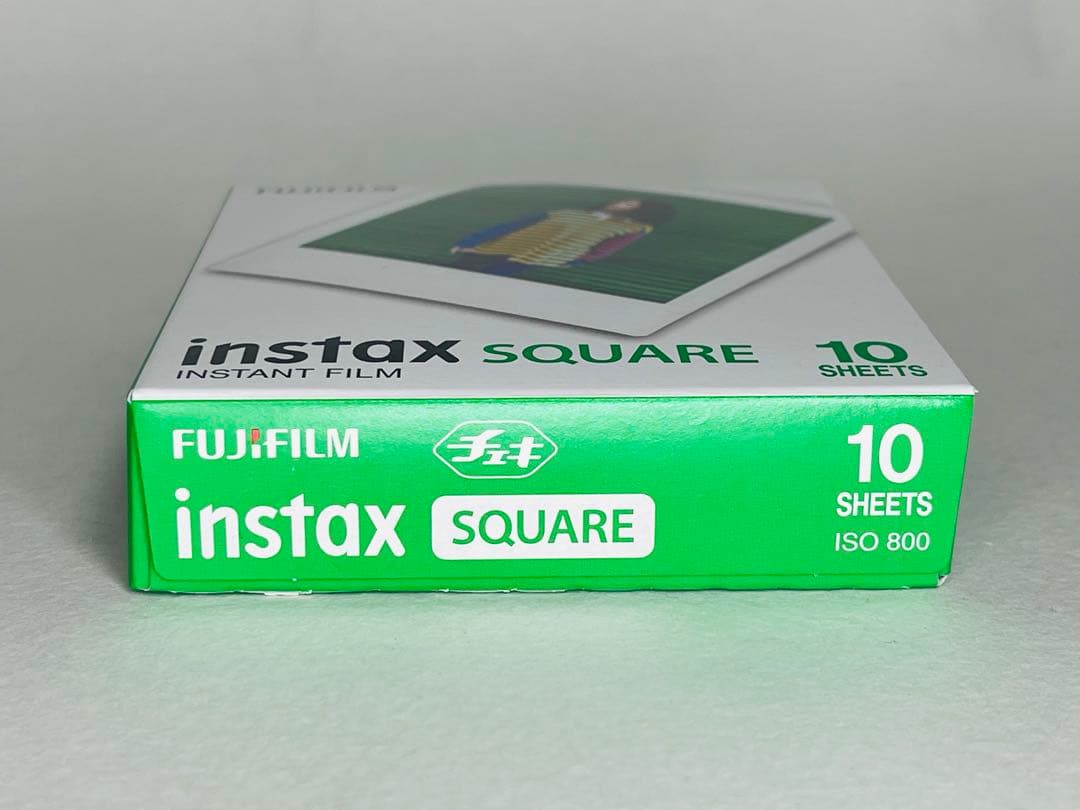 instax SQUARE 10
INSTANT FILM SHEETS
FUJIFILM チェキ 10
instax SQUARE SHEETS
ISO 800